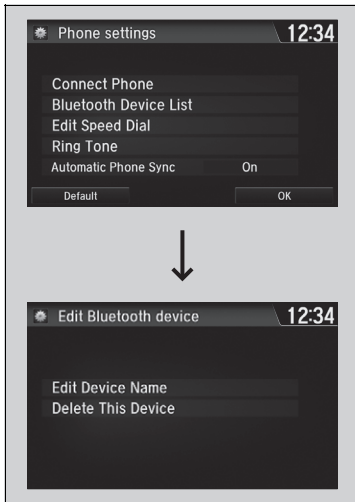 Phone settings 12:34
Connect Phone
Bluetooth Device List
Edit Speed Dial
Ring Tone
Automatic Phone Sync On
Default OK
Edit Bluetooth device 12:34
Edit Device Name
Delete This Device